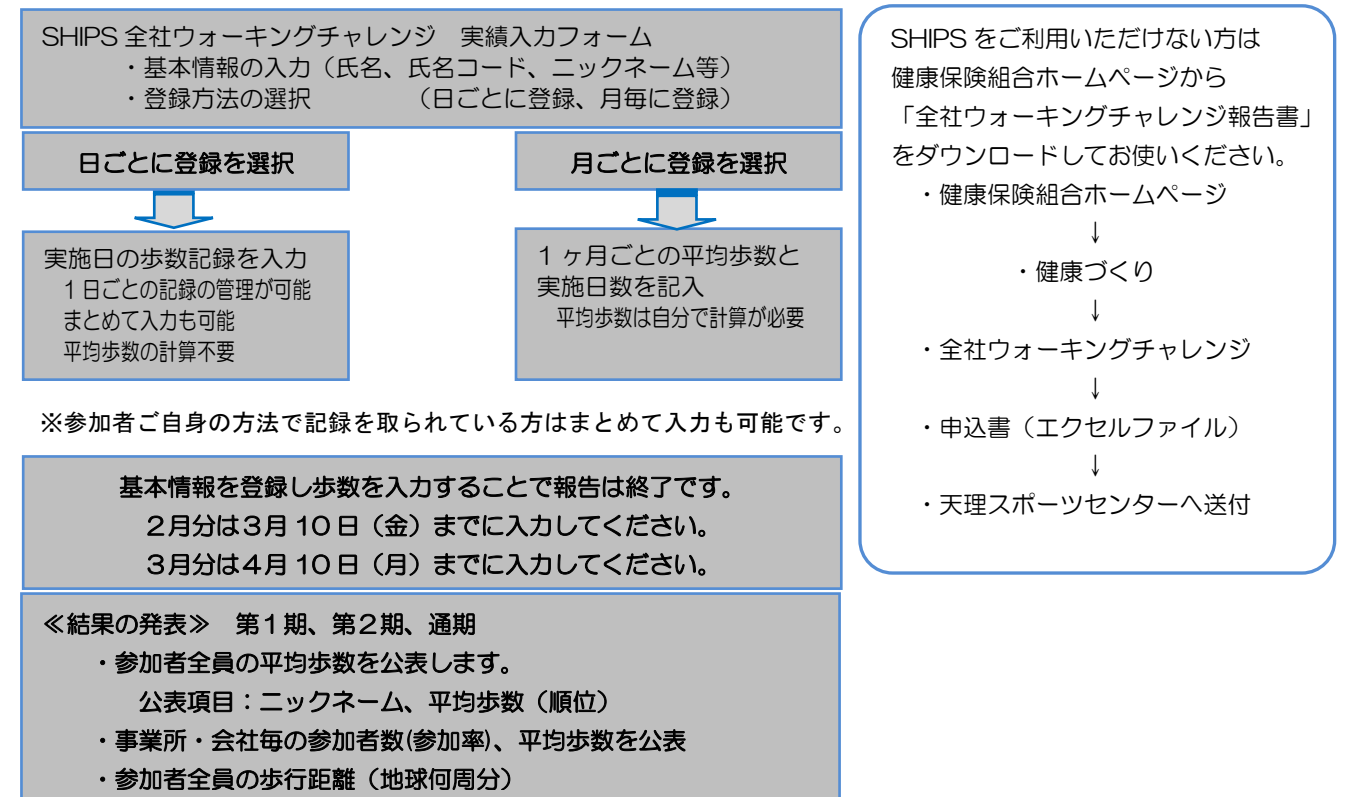 SHIPS 全社ウォーキングチャレンジ　実績入力フォーム
・基本情報の入力（氏名、氏名コード、ニックネーム等）
・登録方法の選択　　　　（日ごとに登録、月毎に登録）
日ごとに登録を選択
実施日の歩数記録を入力
1 日ごとの記録の管理が可能
まとめて入力も可能
平均歩数の計算不要
月ごとに登録を選択
1 ヶ月ごとの平均歩数と
実施日数を記入
平均歩数は自分で計算が必要
※参加者ご自身の方法で記録を取られている方はまとめて入力も可能です。
基本情報を登録し歩数を入力することで報告は終了です。
２月分は３月 10 日（金）までに入力してください。
３月分は４月 10 日（月）までに入力してください。
≪結果の発表≫　第１期、第２期、通期
・参加者全員の平均歩数を公表します。
公表項目：ニックネーム、平均歩数（順位）
・事業所・会社毎の参加者数(参加率)、平均歩数を公表
・参加者全員の歩行距離（地球何周分）
SHIPS をご利用いただけない方は
健康保険組合ホームページから
「全社ウォーキングチャレンジ報告書」
をダウンロードしてお使いください。
・健康保険組合ホームページ
↓
・健康づくり
↓
・全社ウォーキングチャレンジ
↓
・申込書（エクセルファイル）
↓
・天理スポーツセンターへ送付